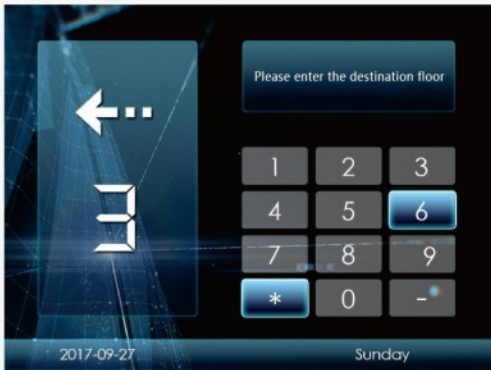 Please enter the destination floor
3
1 2 3
4 5 6
7 8 9
* 0 -
2017-09-27 Sunday